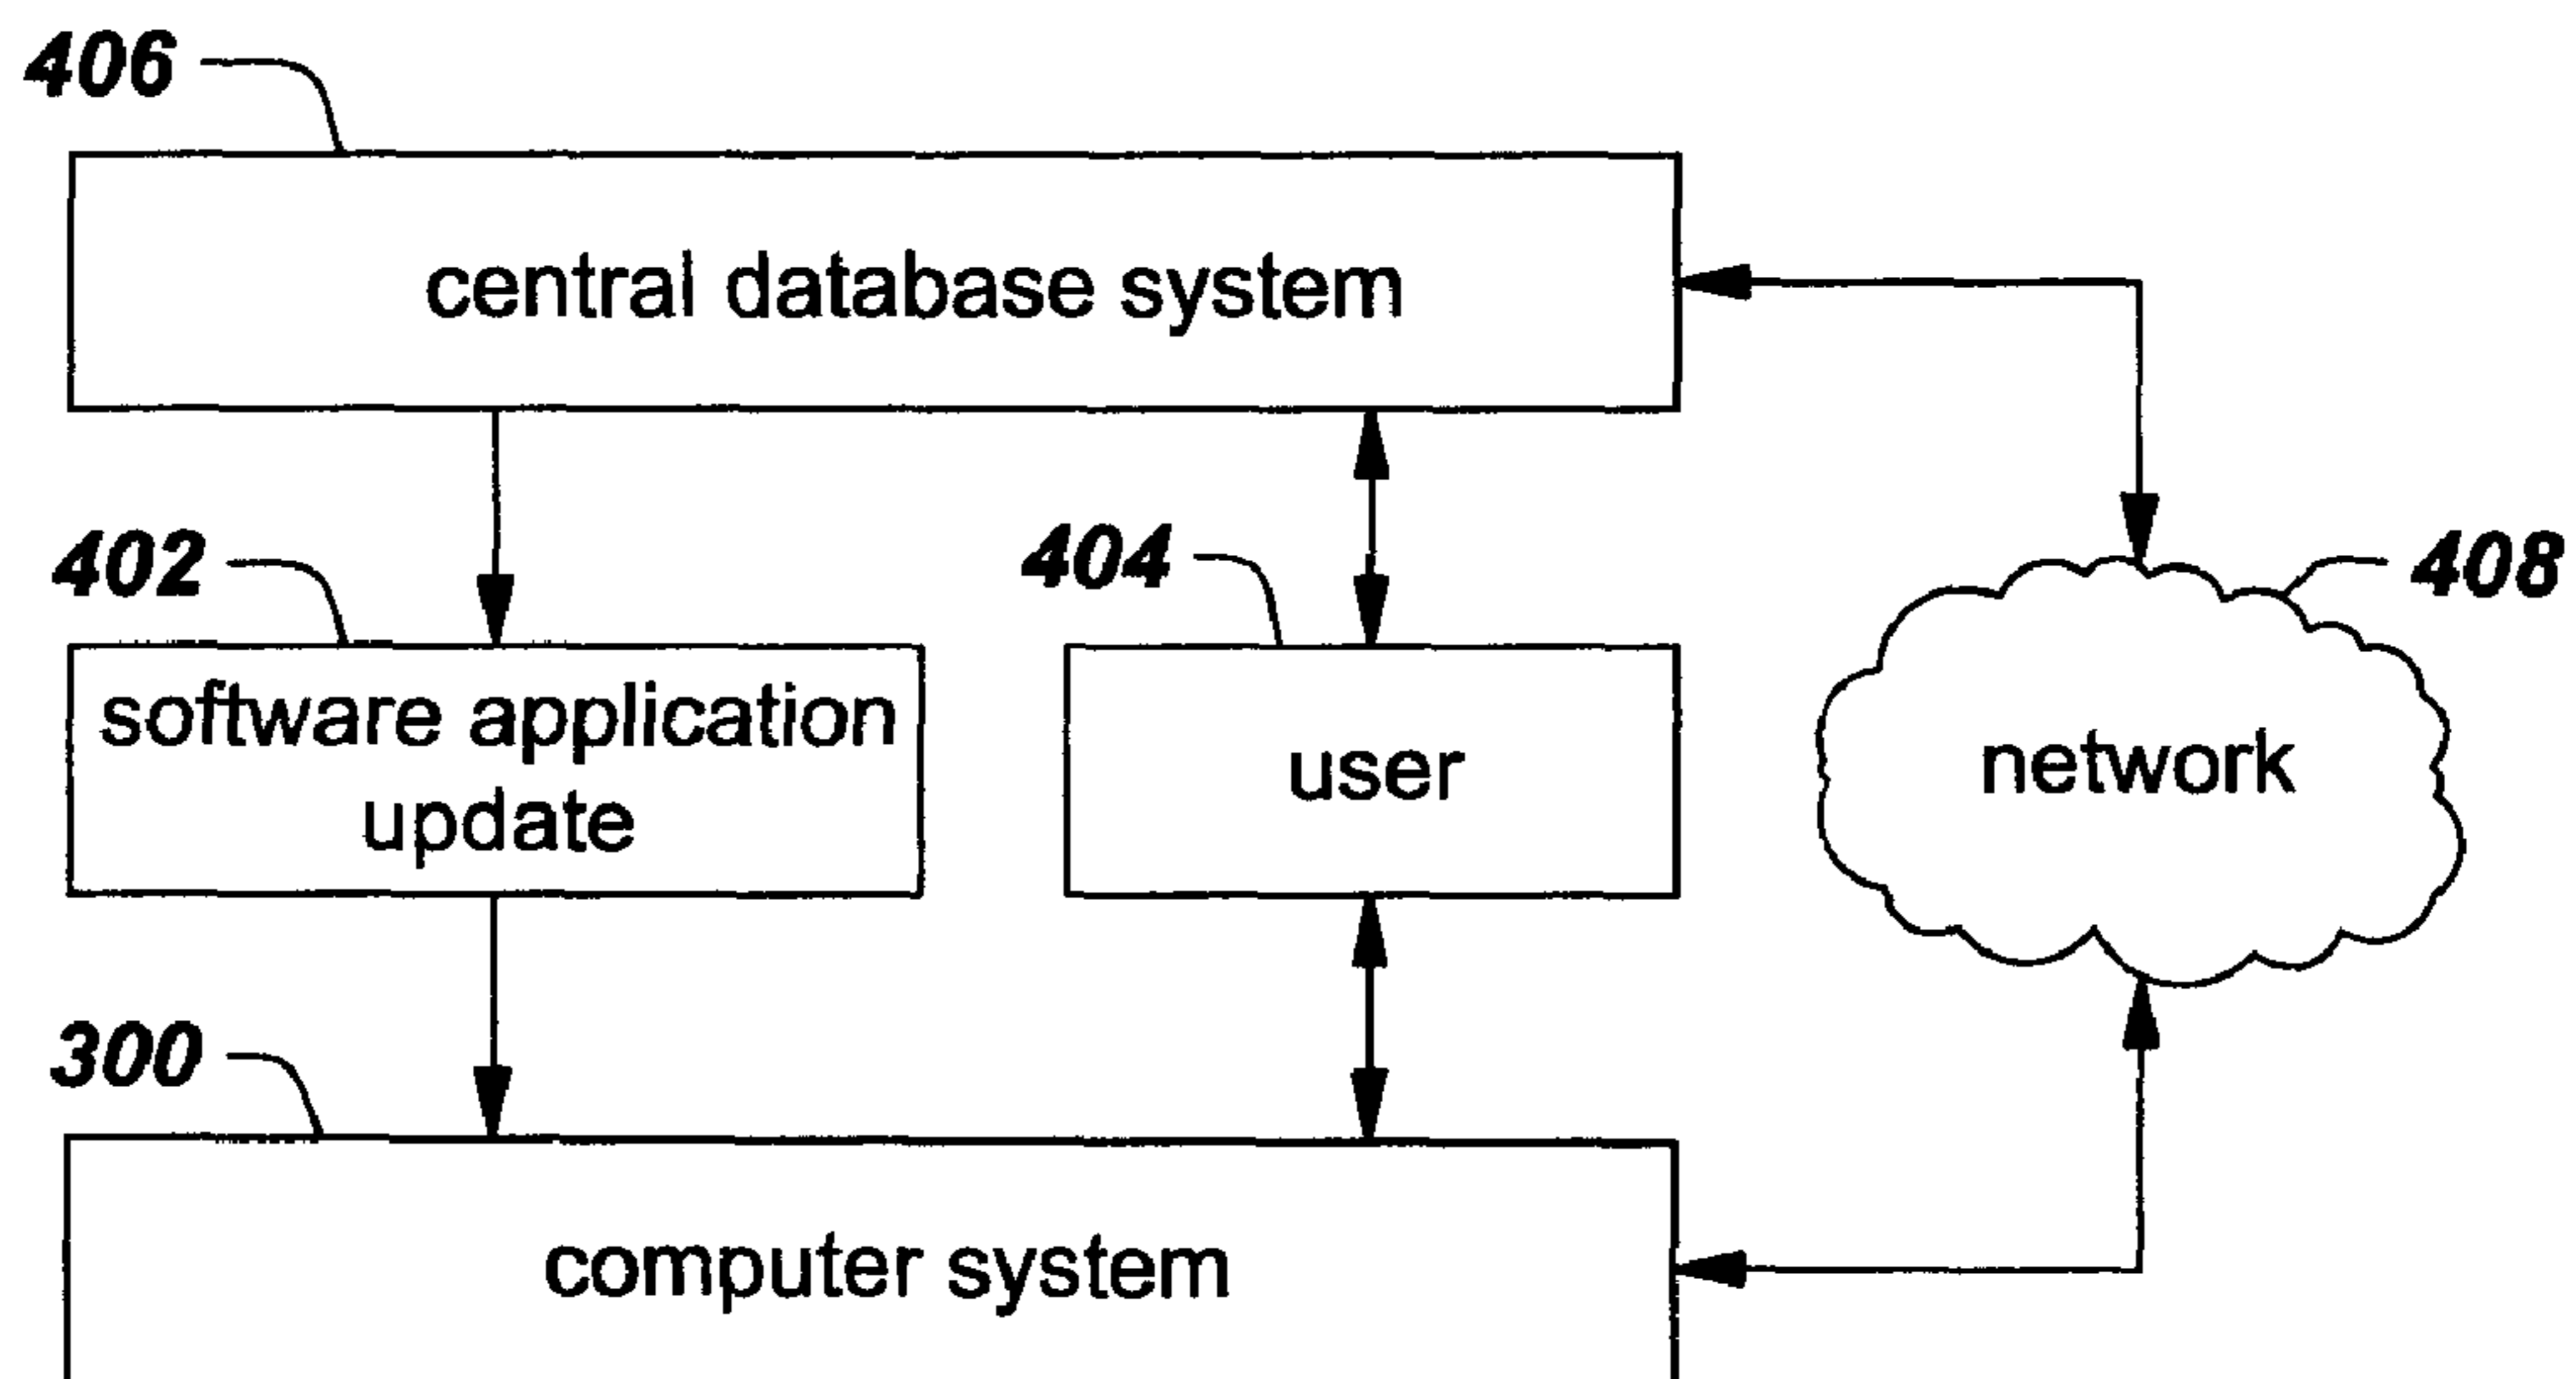 406
central database system
402
404
408
software application
update
user
network
300
computer system